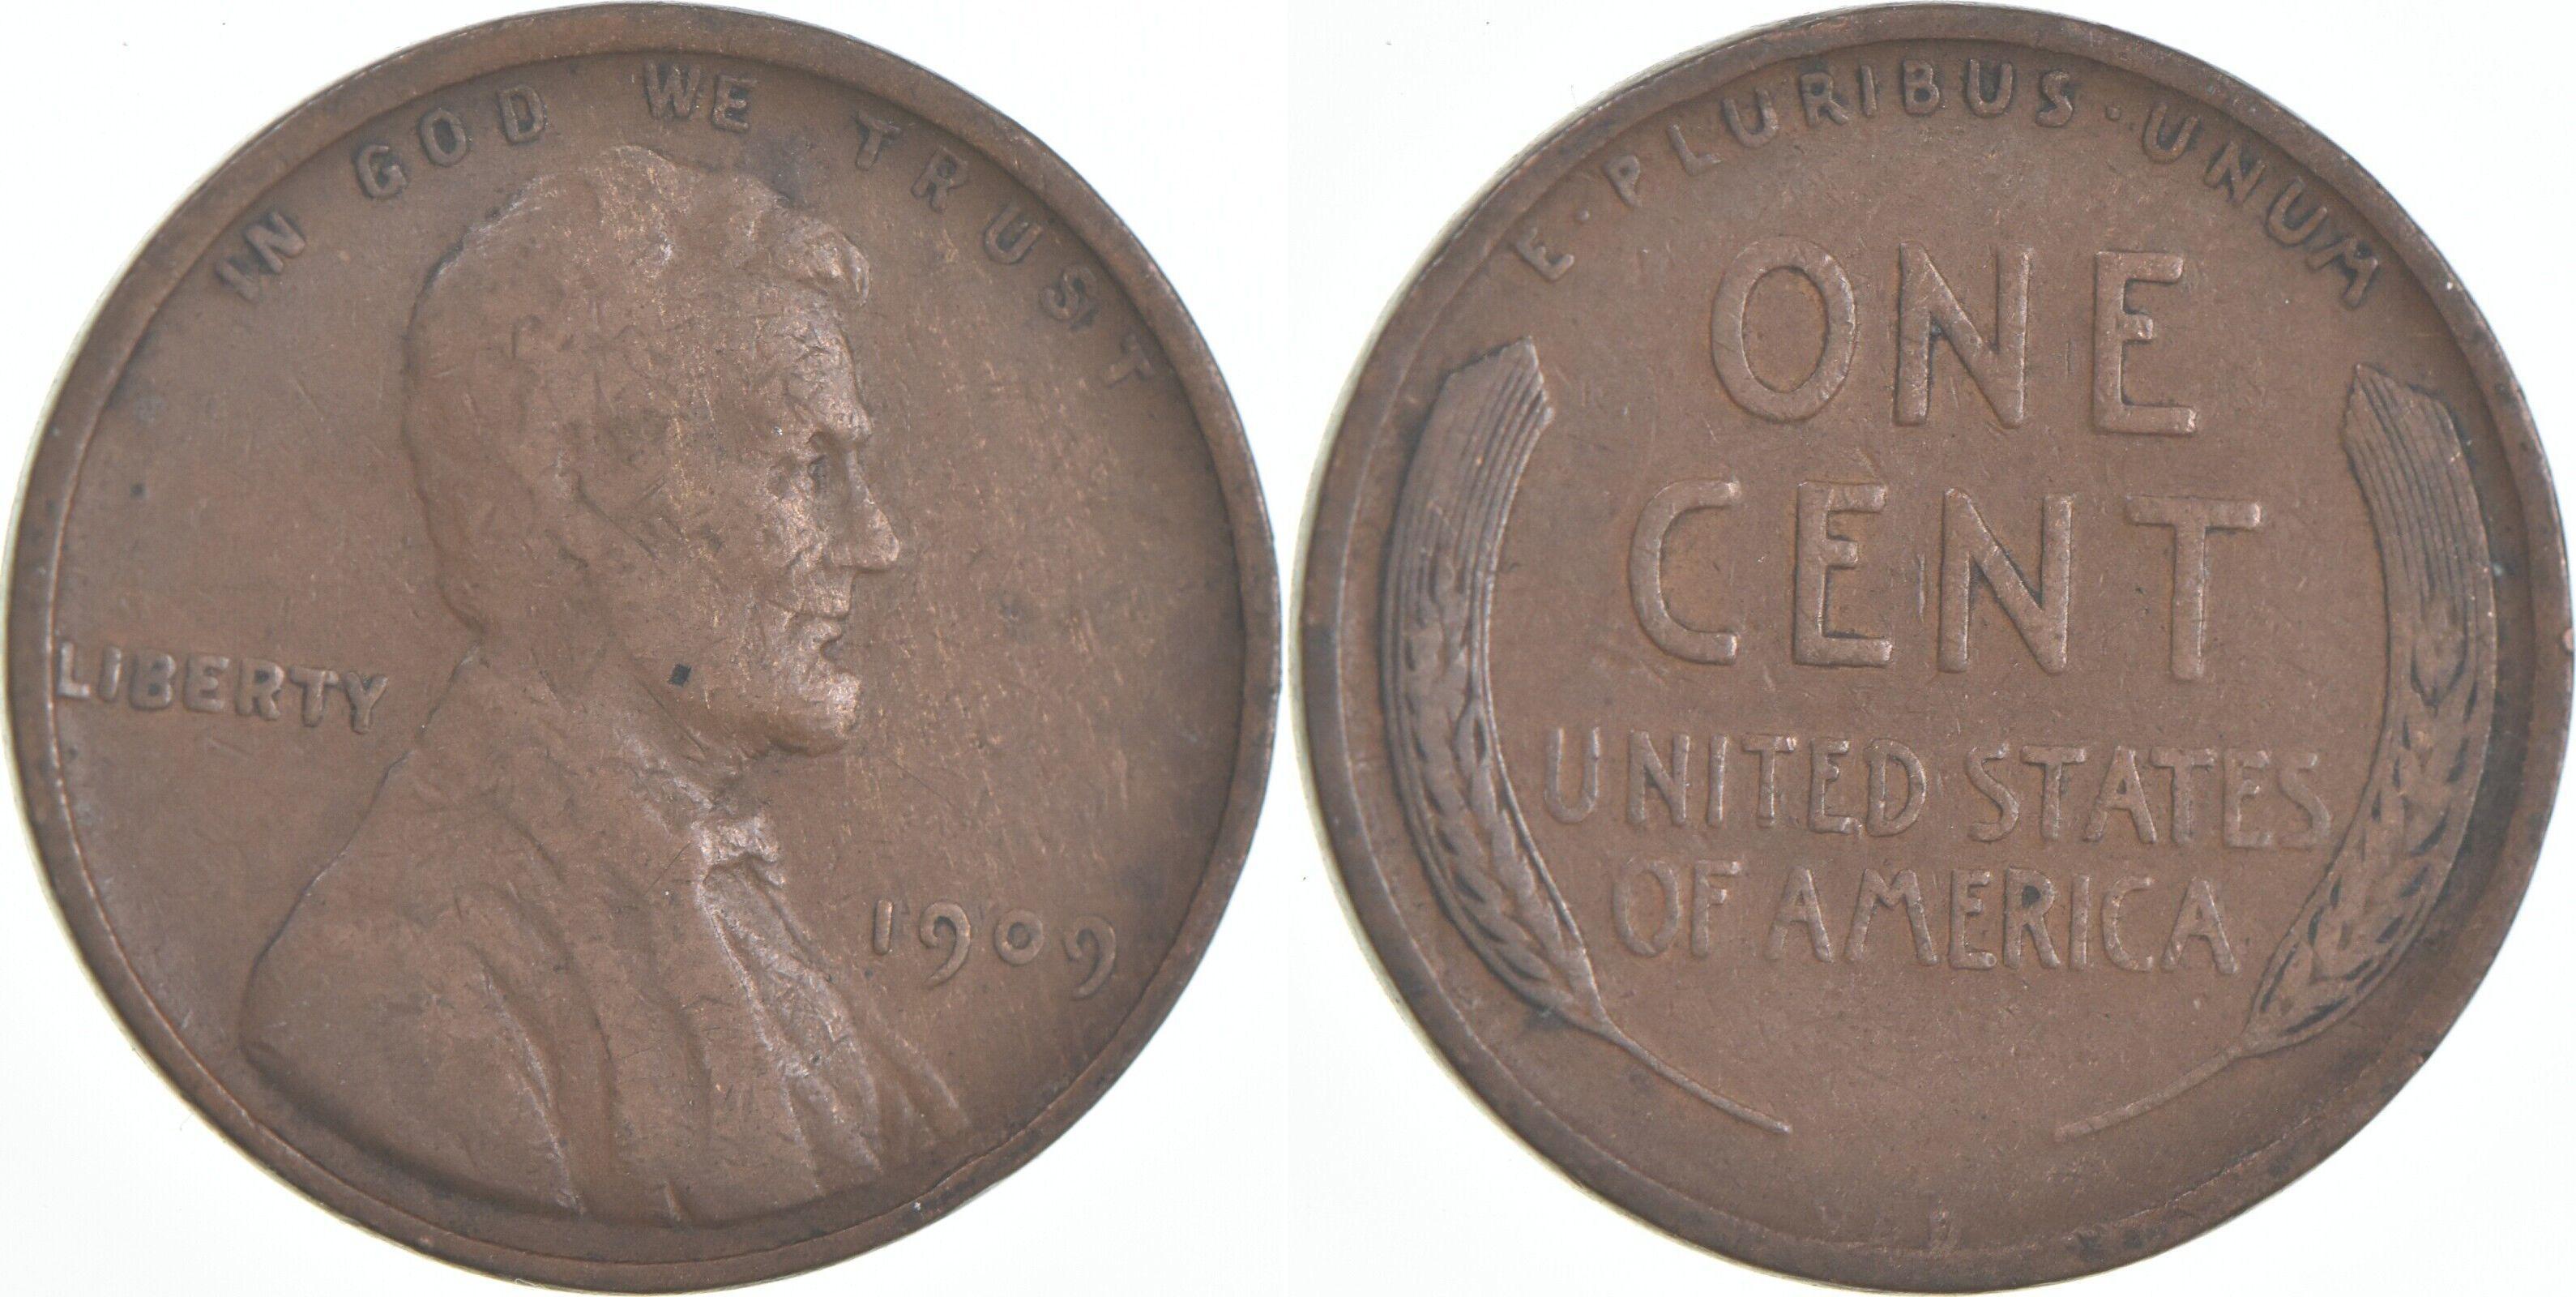 IN GOD WE TRUST
LIBERTY
1909
E·PLURIBUS·UNUM
ONE
CENT
UNITED STATES
OF AMERICA